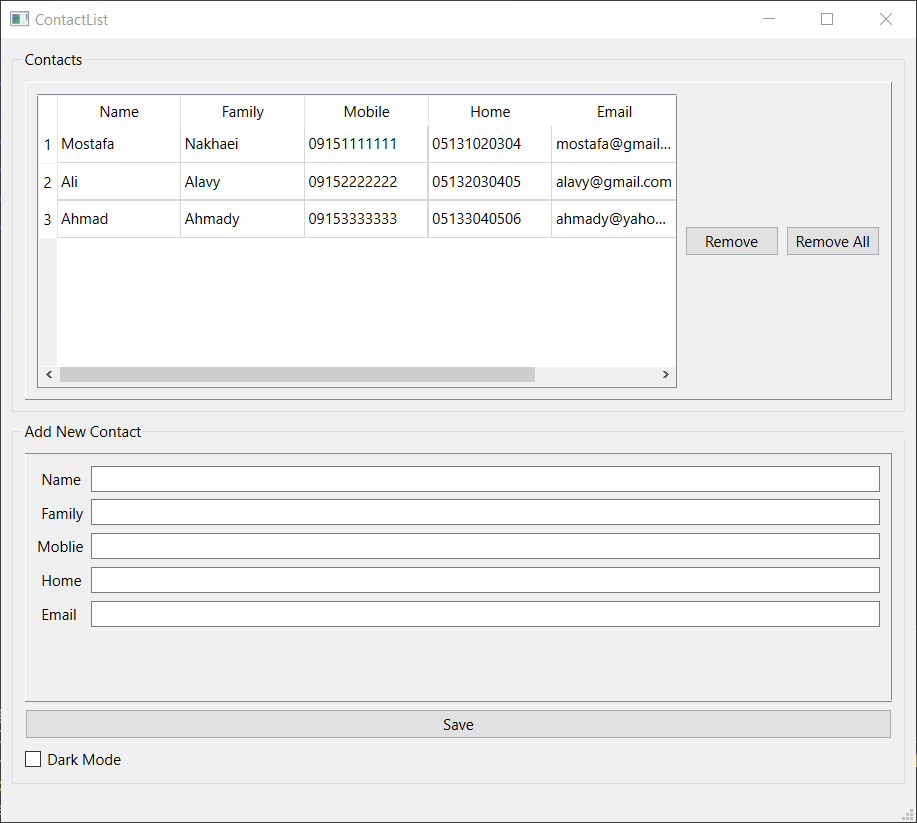 ContactList
Contacts
Name Family Mobile Home Email
1 Mostafa Nakhaei 09151111111 05131020304 mostafa@gmail...
2 Ali Alavy 09152222222 05132030405 alavy@gmail.com
3 Ahmad Ahmady 09153333333 05133040506 ahmady@yaho...
Remove Remove All
Add New Contact
Name
Family
Moblie
Home
Email
Save
Dark Mode